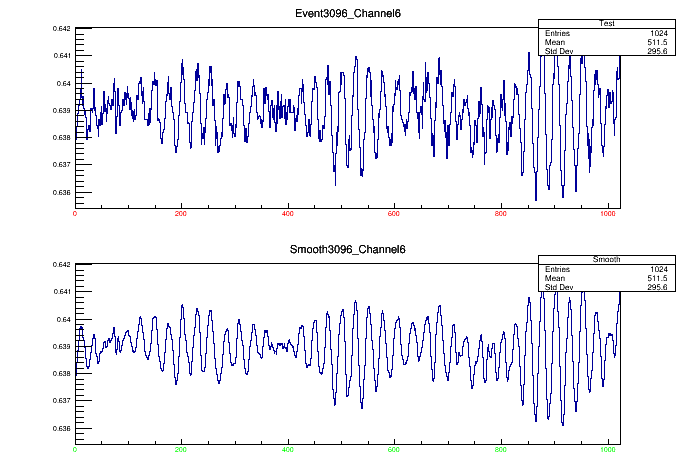 Event3096_Channel6
Test
Entries 1024
Mean 511.5
Std Dev 295.6
0.642
0.641
0.64
0.639
0.638
0.637
0.636
0 200 400 600 800 1000
Smooth3096_Channel6
Smooth
Entries 1024
Mean 511.5
Std Dev 295.6
0.642
0.641
0.64
0.639
0.638
0.637
0.636
0 200 400 600 800 1000